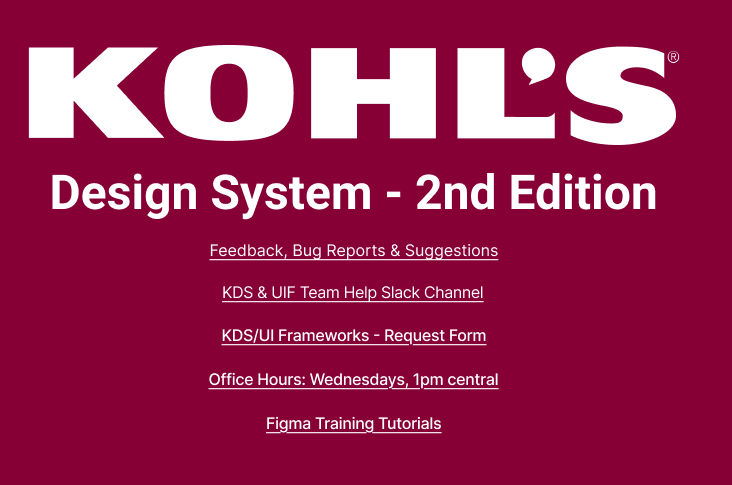 KOHL'S®
Design System - 2nd Edition
Feedback, Bug Reports & Suggestions
KDS & UIF Team Help Slack Channel
KDS/UI Frameworks - Request Form
Office Hours: Wednesdays, 1pm central
Figma Training Tutorials